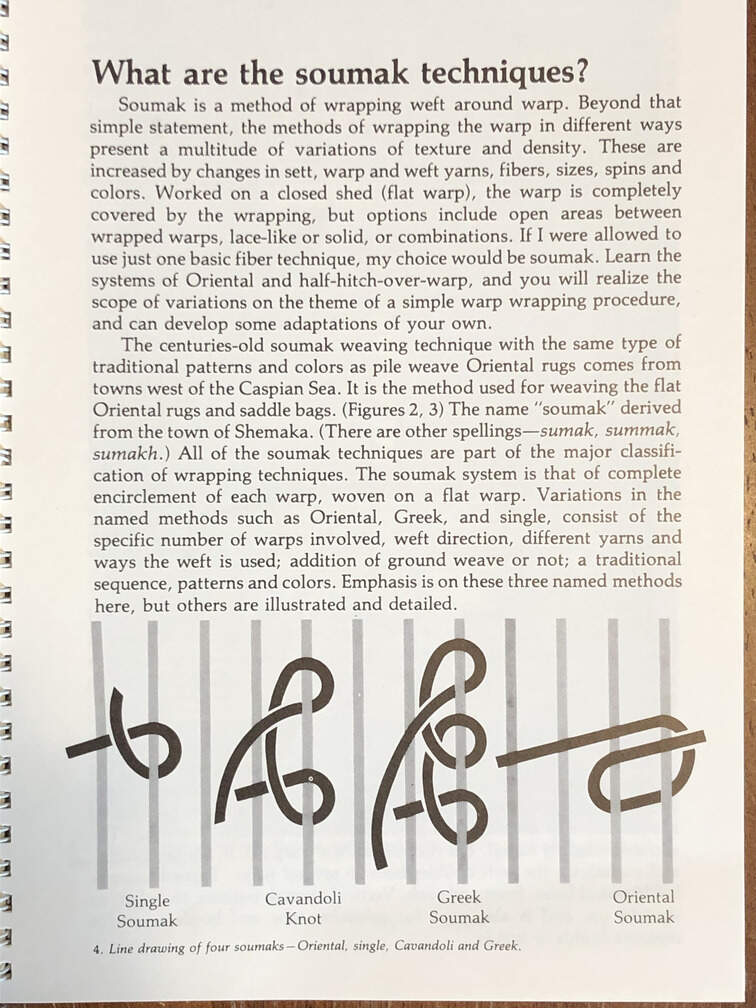 What are the soumak techniques?
Soumak is a method of wrapping weft around warp. Beyond that
simple statement, the methods of wrapping the warp in different ways
present a multitude of variations of texture and density. These are
increased by changes in sett, warp and weft yarns, fibers, sizes, spins and
colors. Worked on a closed shed (flat warp), the warp is completely
covered by the wrapping, but options include open areas between
wrapped warps, lace-like or solid, or combinations. If I were allowed to
use just one basic fiber technique, my choice would be soumak. Learn the
systems of Oriental and half-hitch-over-warp, and you will realize the
scope of variations on the theme of a simple warp wrapping procedure,
and can develop some adaptations of your own.
The centuries-old soumak weaving technique with the same type of
traditional patterns and colors as pile weave Oriental rugs comes from
towns west of the Caspian Sea. It is the method used for weaving the flat
Oriental rugs and saddle bags. (Figures 2, 3) The name "soumak" derived
from the town of Shemaka. (There are other spellings—sumak, summak,
sumakh.) All of the soumak techniques are part of the major classifi-
cation of wrapping techniques. The soumak system is that of complete
encirclement of each warp, woven on a flat warp. Variations in the
named methods such as Oriental, Greek, and single, consist of the
specific number of warps involved, weft direction, different yarns and
ways the weft is used; addition of ground weave or not; a traditional
sequence, patterns and colors. Emphasis is on these three named methods
here, but others are illustrated and detailed.
Single
Soumak
Cavandoli
Knot
Greek
Soumak
Oriental
Soumak
4. Line drawing of four soumaks—Oriental, single, Cavandoli and Greek.